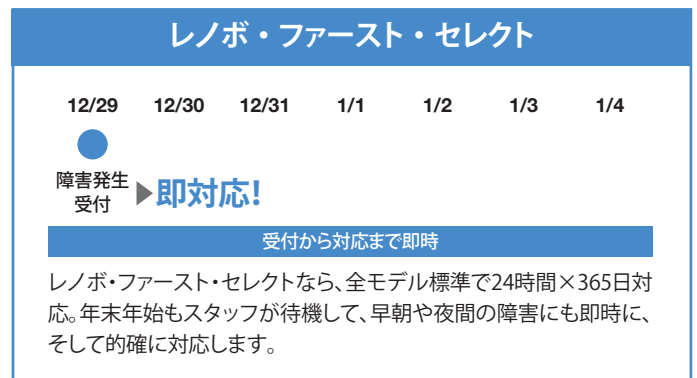 レノボ・ファースト・セレクト
12/29 12/30 12/31 1/1 1/2 1/3 1/4
障害発生
受付
▶即対応!
受付から対応まで即時
レノボ・ファースト・セレクトなら、全モデル標準で24時間×365日対
応。年末年始もスタッフが待機して、早朝や夜間の障害にも即時に、
そして的確に対応します。